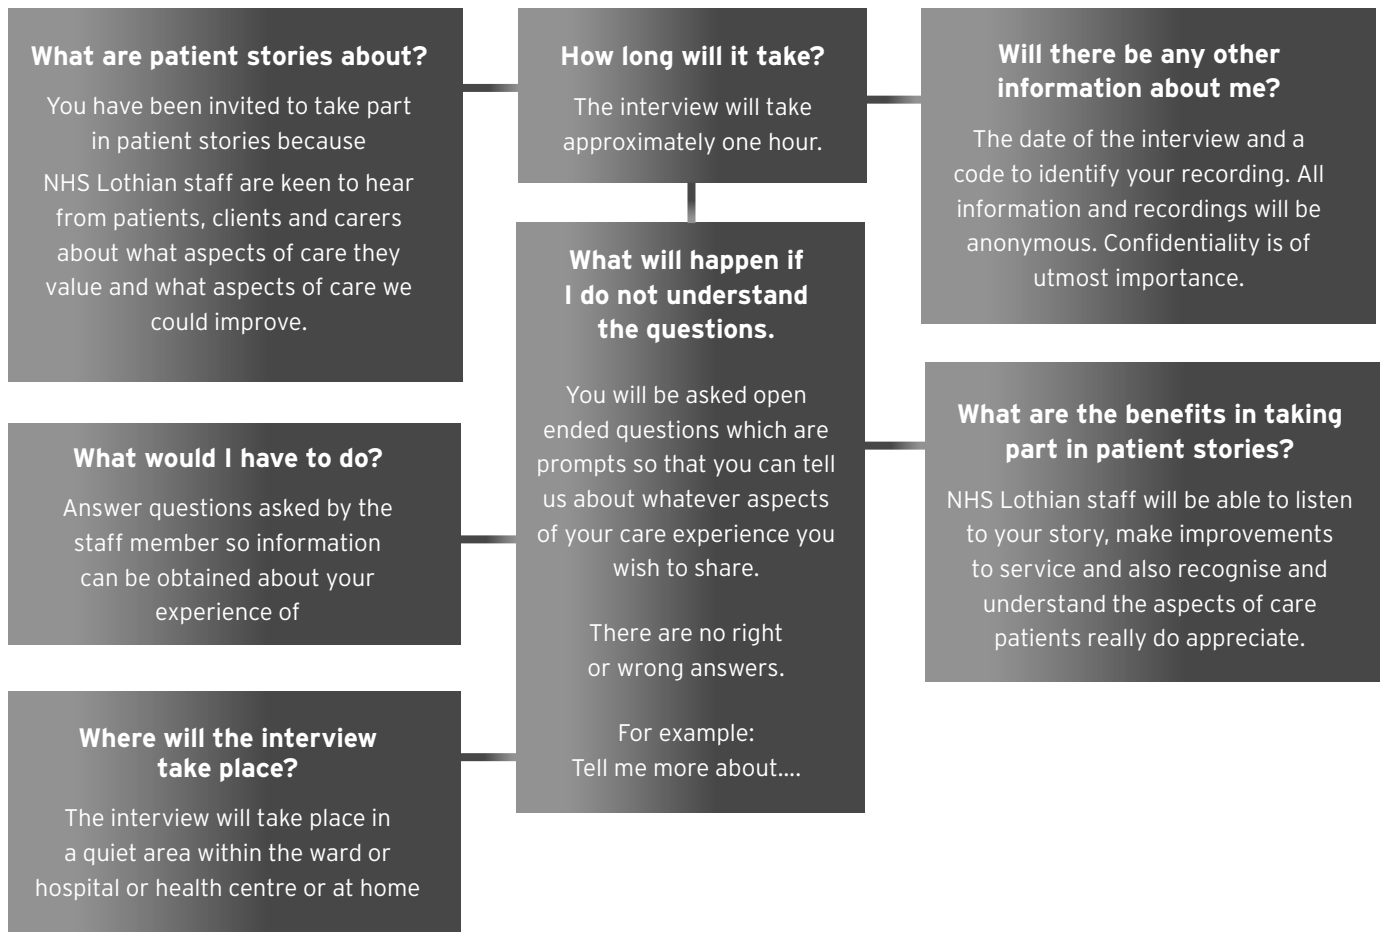 What are patient stories about?
You have been invited to take part
in patient stories because
NHS Lothian staff are keen to hear
from patients, clients and carers
about what aspects of care they
value and what aspects of care we
could improve.
What would I have to do?
Answer questions asked by the
staff member so information
can be obtained about your
experience of
Where will the interview
take place?
The interview will take place in
a quiet area within the ward or
hospital or health centre or at home
How long will it take?
The interview will take
approximately one hour.
What will happen if
I do not understand
the questions.
You will be asked open
ended questions which are
prompts so that you can tell
us about whatever aspects
of your care experience you
wish to share.
There are no right
or wrong answers.
For example:
Tell me more about....
Will there be any other
information about me?
The date of the interview and a
code to identify your recording. All
information and recordings will be
anonymous. Confidentiality is of
utmost importance.
What are the benefits in taking
part in patient stories?
NHS Lothian staff will be able to listen
to your story, make improvements
to service and also recognise and
understand the aspects of care
patients really do appreciate.